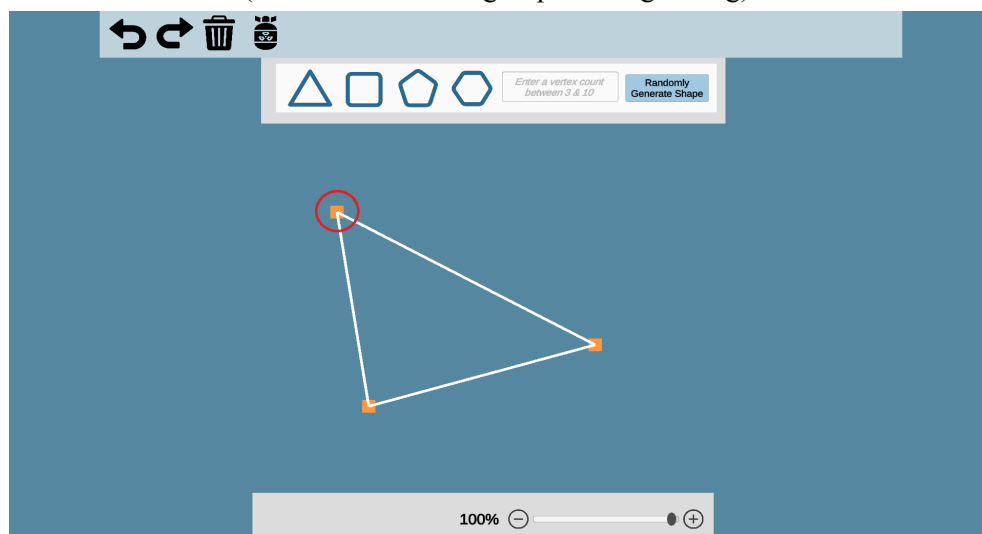 Enter a vertex count
between 3 & 10
Randomly
Generate Shape
100%